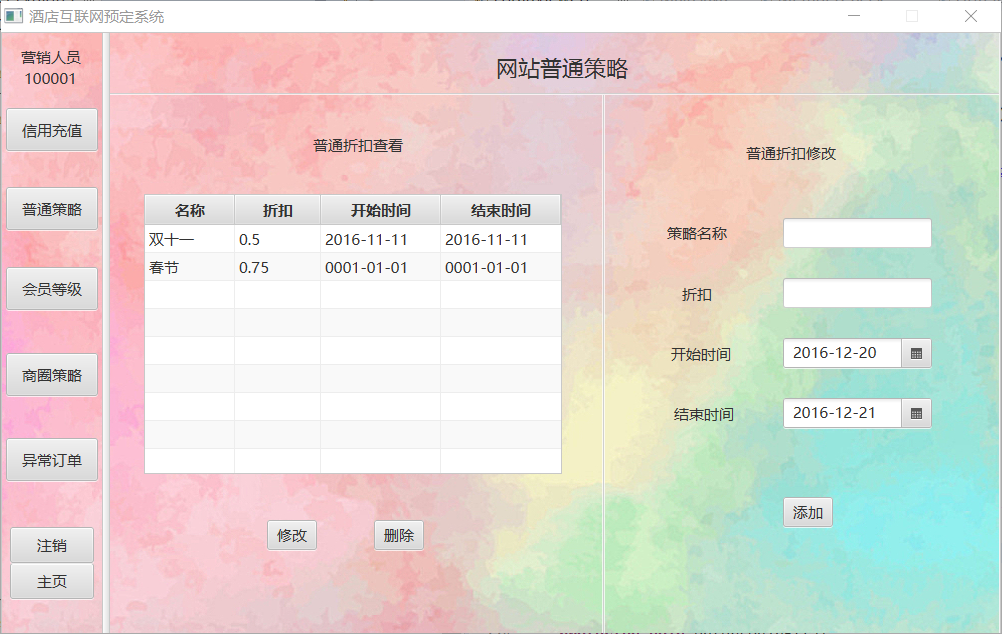 酒店互联网预定系统
营销人员
100001
信用充值
普通策略
会员等级
商圈策略
异常订单
注销
主页
网站普通策略
普通折扣查看
名称 折扣 开始时间 结束时间
双十一 0.5 2016-11-11 2016-11-11
春节 0.75 0001-01-01 0001-01-01
修改 删除
普通折扣修改
策略名称
折扣
开始时间 2016-12-20
结束时间 2016-12-21
添加